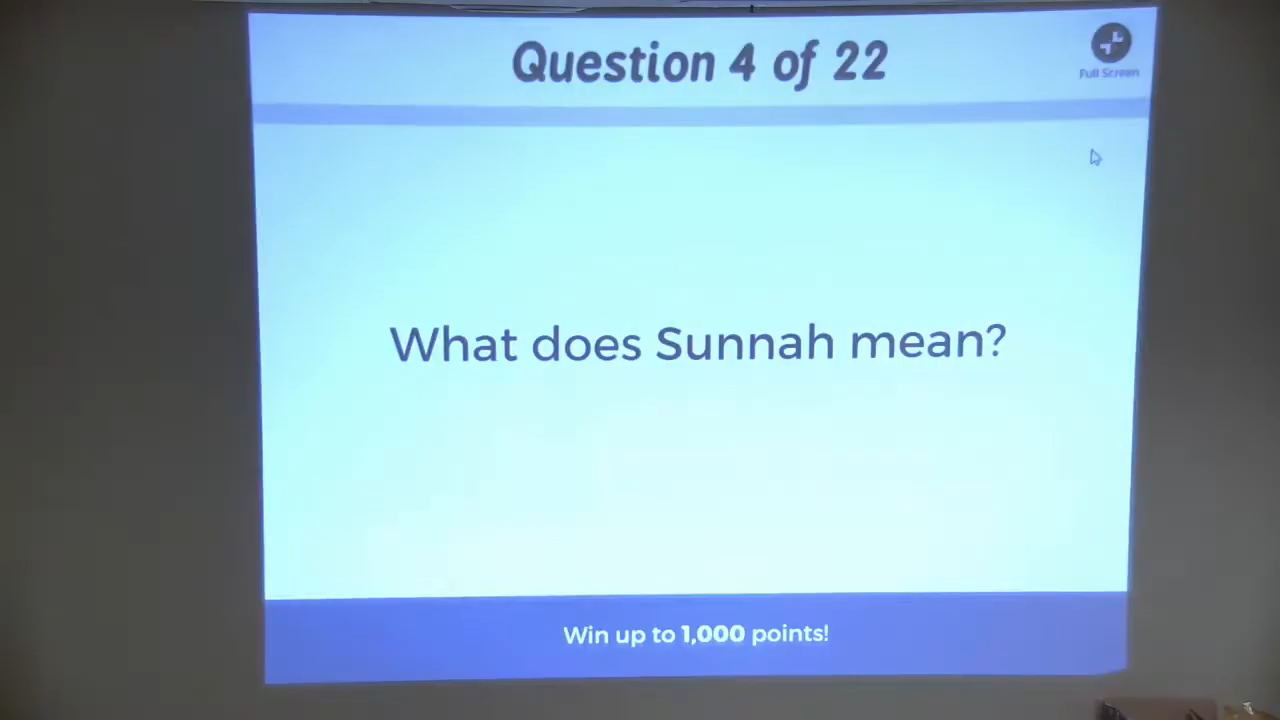 Question 4 of 22
Full Screen
What does Sunnah mean?
Win up to 1,000 points!